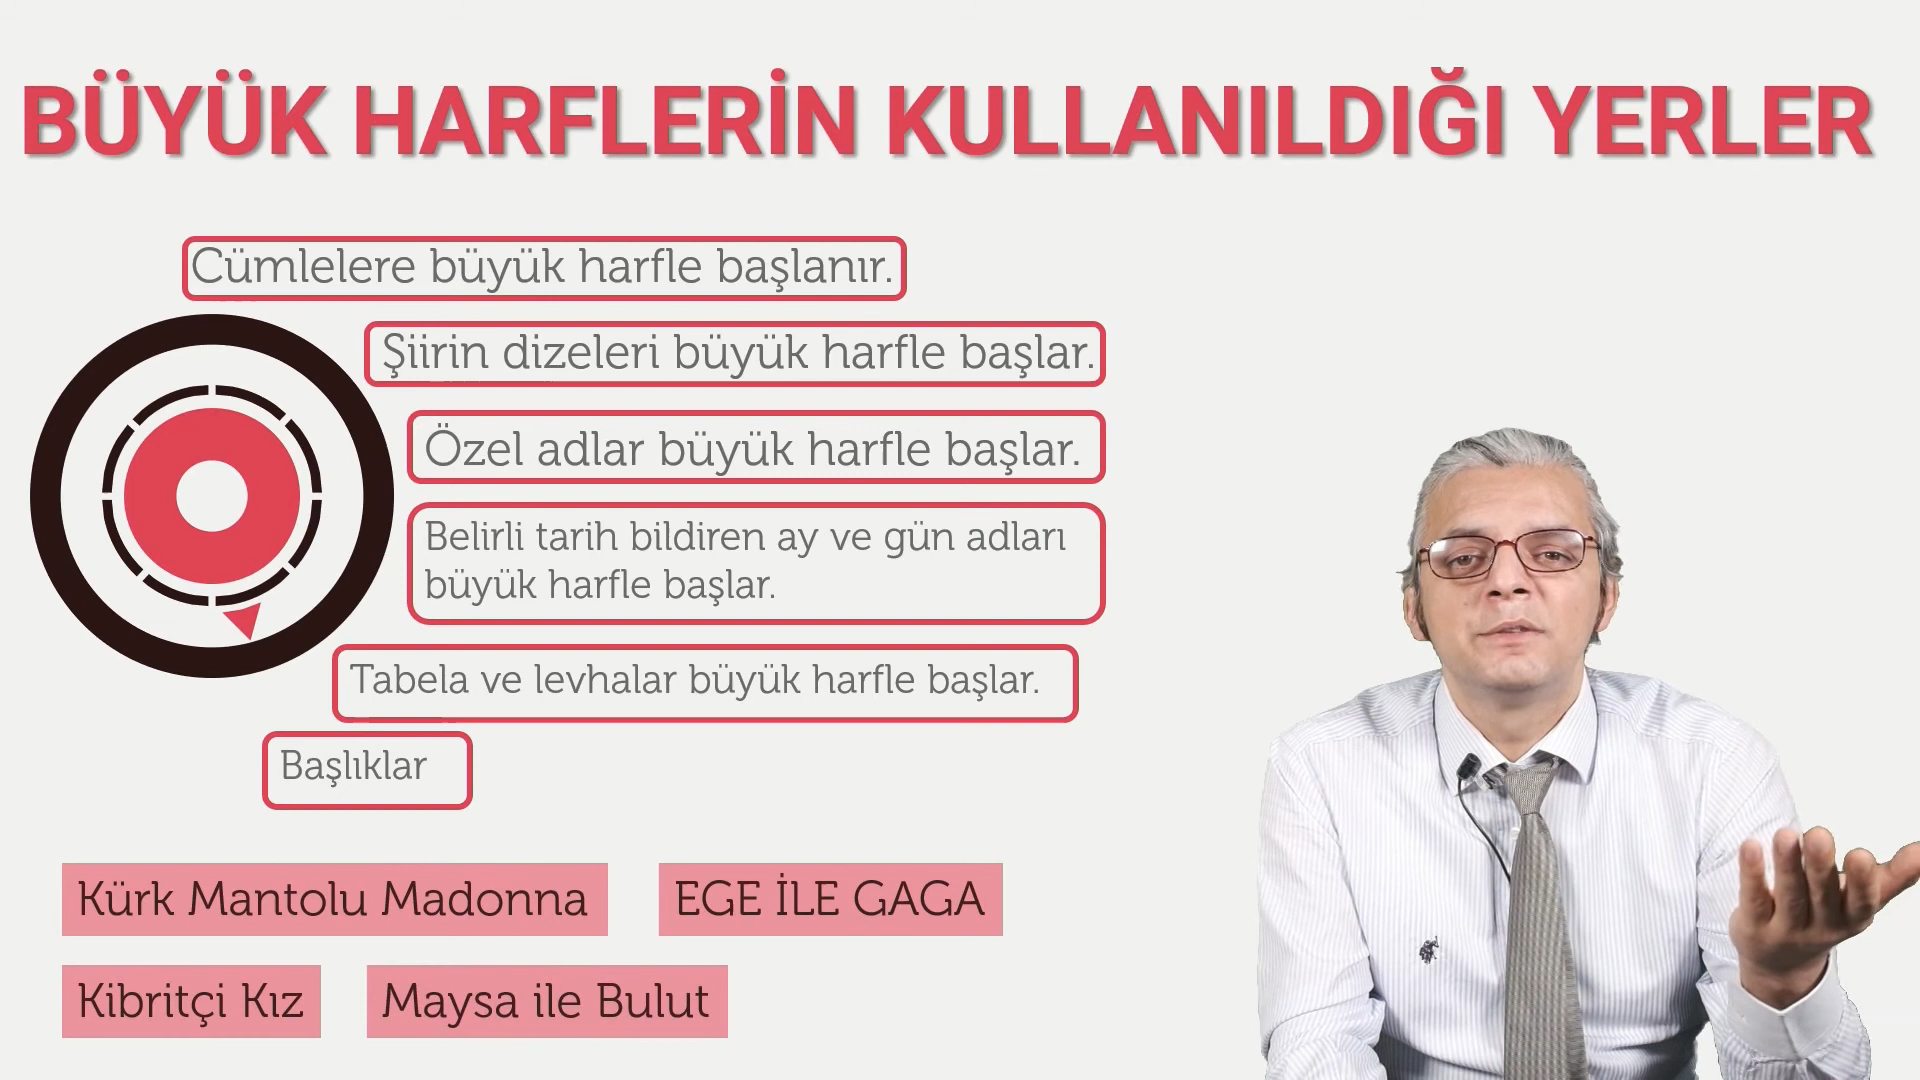 BÜYÜK HARFLERİN KULLANILDIĞI YERLER
Cümlelere büyük harfle başlanır.
Şiirin dizeleri büyük harfle başlar.
Özel adlar büyük harfle başlar.
Belirli tarih bildiren ay ve gün adları
büyük harfle başlar.
Tabela ve levhalar büyük harfle başlar.
Başlıklar
Kürk Mantolu Madonna
EGE İLE GAGA
Kibritçi Kız
Maysa ile Bulut